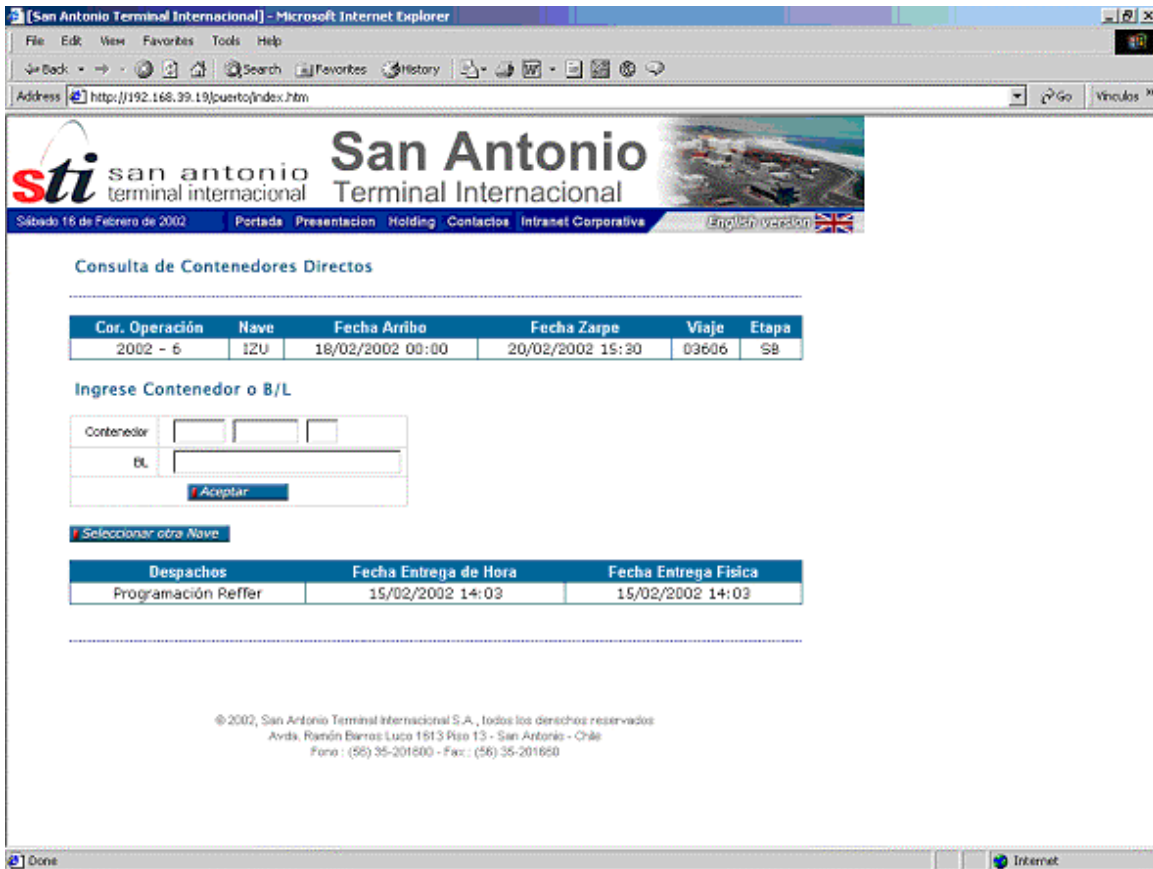 [San Antonio Terminal Internacional] - Microsoft Internet Explorer
File Edit View Favorites Tools Help
Back Search Favorites History
Address http://192.168.39.19/puerto/index.htm Go Vínculos »
sti san antonio terminal internacional
San Antonio
Terminal Internacional
Sábado 16 de Febrero de 2002 Portada Presentacion Holding Contactos Intranet Corporativa English version
Consulta de Contenedores Directos
Cor. Operación Nave Fecha Arribo Fecha Zarpe Viaje Etapa
2002 - 6 IZU 18/02/2002 00:00 20/02/2002 15:30 03606 SB
Ingrese Contenedor o B/L
Contenedor
BL
Aceptar
Seleccionar otra Nave
Despachos Fecha Entrega de Hora Fecha Entrega Fisica
Programación Reffer 15/02/2002 14:03 15/02/2002 14:03
© 2002, San Antonio Terminal Internacional S.A., todos los derechos reservados
Avda. Ramón Barros Luco 1613 Piso 13 - San Antonio - Chile
Fono : (56) 35-201600 - Fax : (56) 35-201660
Done Internet